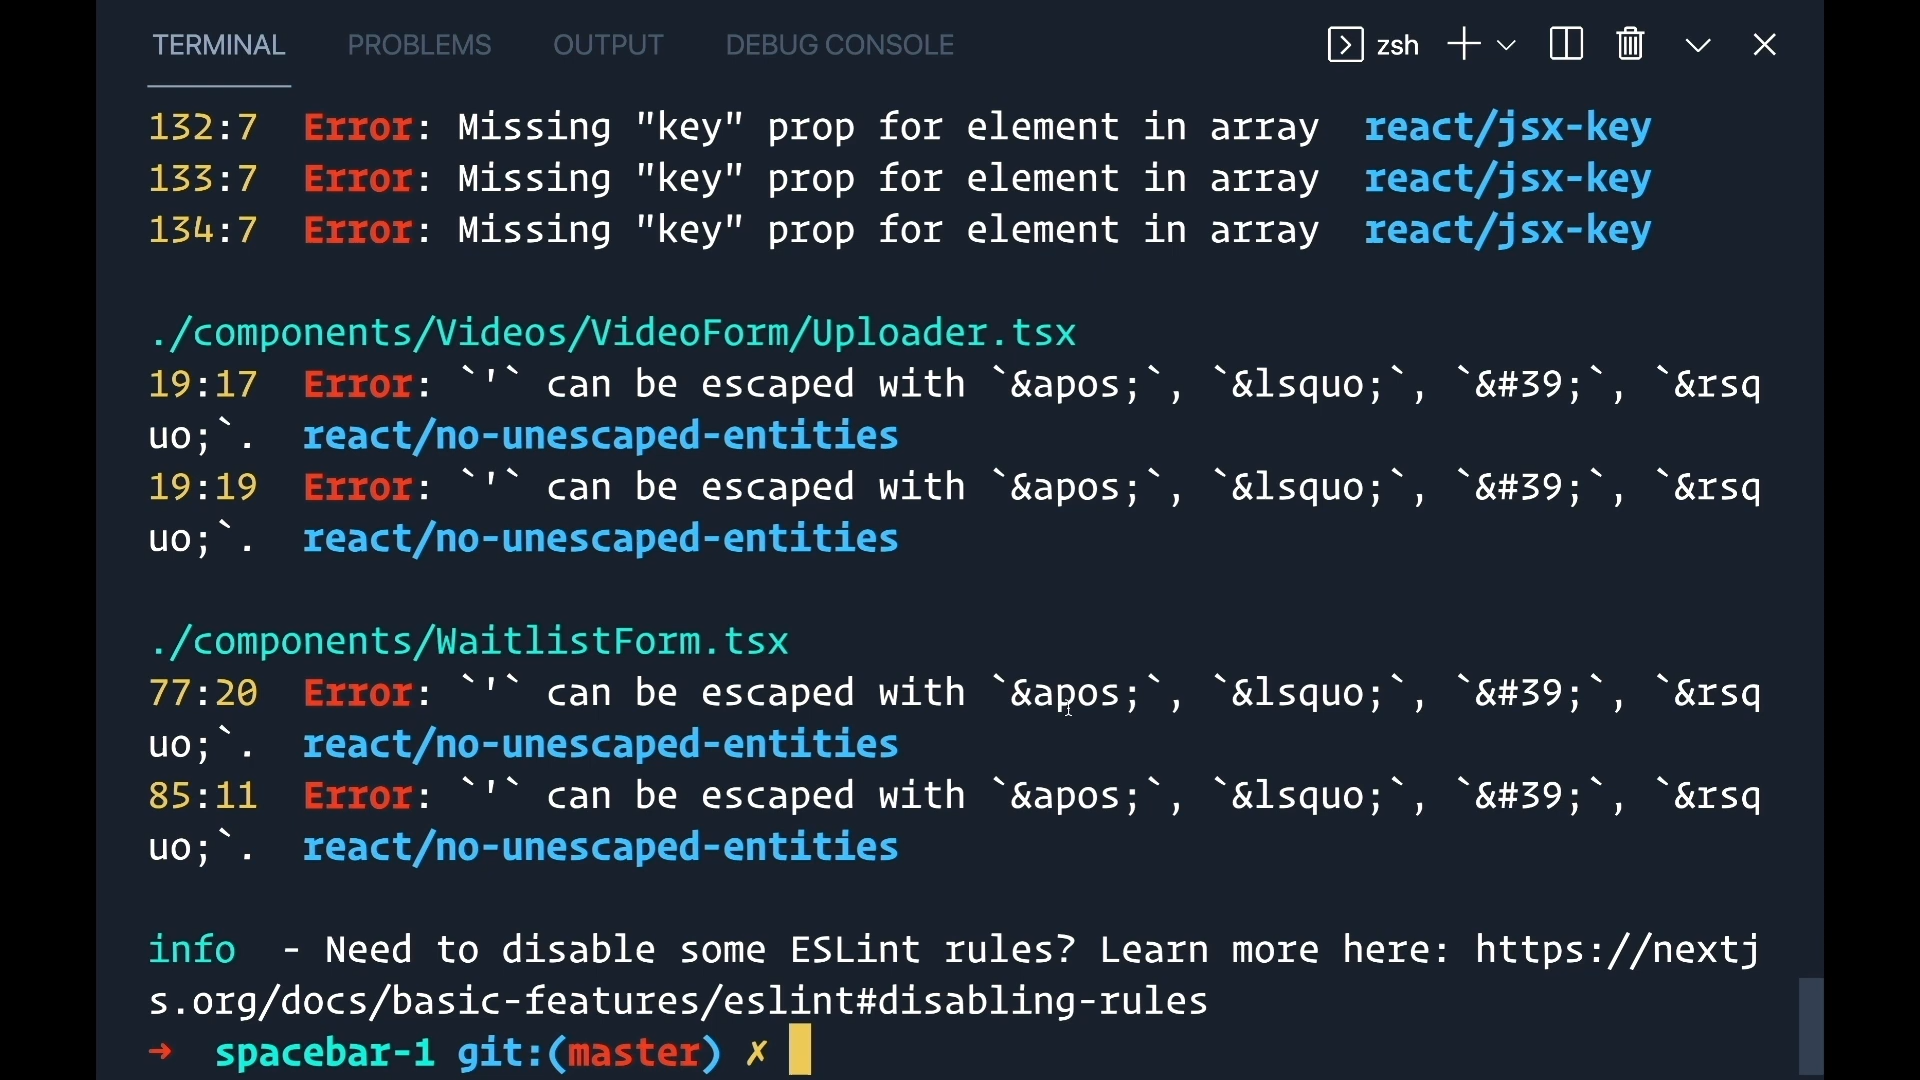 TERMINAL PROBLEMS OUTPUT DEBUG CONSOLE zsh
132:7 Error: Missing "key" prop for element in array react/jsx-key
133:7 Error: Missing "key" prop for element in array react/jsx-key
134:7 Error: Missing "key" prop for element in array react/jsx-key
./components/Videos/VideoForm/Uploader.tsx
19:17 Error: `'` can be escaped with `&apos;`, `&lsquo;`, `&#39;`, `&rsq
uo;`. react/no-unescaped-entities
19:19 Error: `'` can be escaped with `&apos;`, `&lsquo;`, `&#39;`, `&rsq
uo;`. react/no-unescaped-entities
./components/WaitlistForm.tsx
77:20 Error: `'` can be escaped with `&apos;`, `&lsquo;`, `&#39;`, `&rsq
uo;`. react/no-unescaped-entities
85:11 Error: `'` can be escaped with `&apos;`, `&lsquo;`, `&#39;`, `&rsq
uo;`. react/no-unescaped-entities
info - Need to disable some ESLint rules? Learn more here: https://nextj
s.org/docs/basic-features/eslint#disabling-rules
➜ spacebar-1 git:(master) ✗